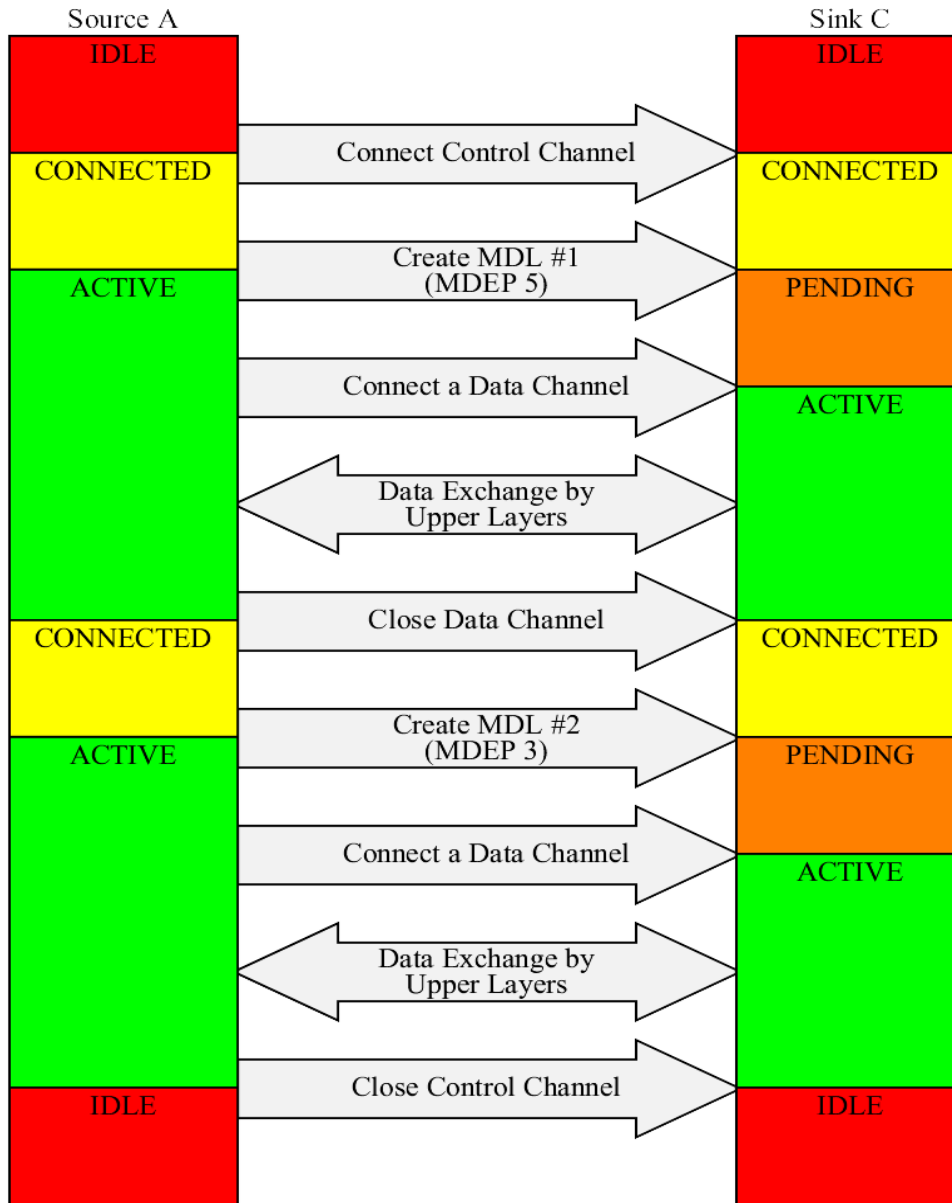 Source A
Sink C
IDLE
IDLE
Connect Control Channel
CONNECTED
CONNECTED
Create MDL #1
(MDEP 5)
ACTIVE
PENDING
Connect a Data Channel
ACTIVE
Data Exchange by
Upper Layers
Close Data Channel
CONNECTED
CONNECTED
Create MDL #2
(MDEP 3)
ACTIVE
PENDING
Connect a Data Channel
ACTIVE
Data Exchange by
Upper Layers
Close Control Channel
IDLE
IDLE